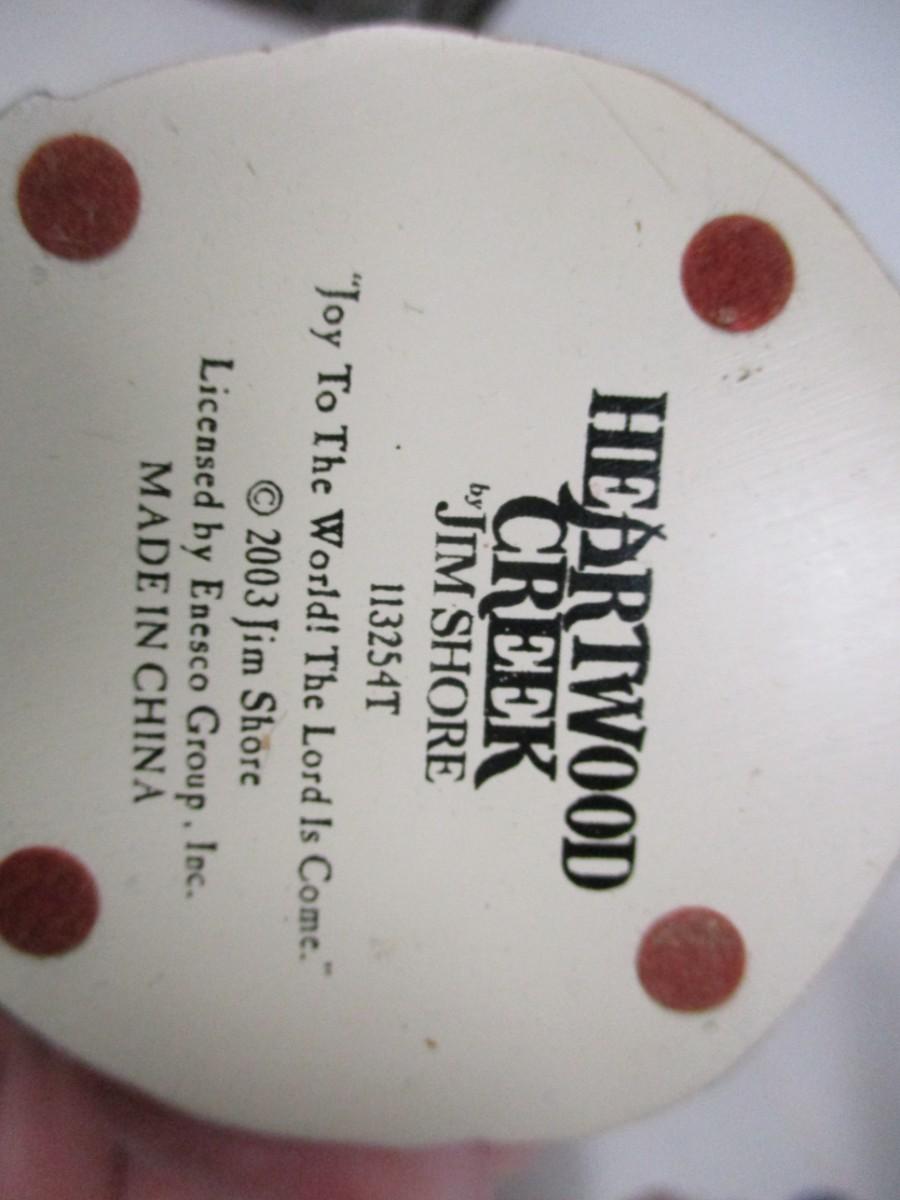 HEARTWOOD
CREEK
by JIM SHORE
113254T
"Joy To The World! The Lord Is Come."
© 2003 Jim Shore
Licensed by Enesco Group, Inc.
MADE IN CHINA